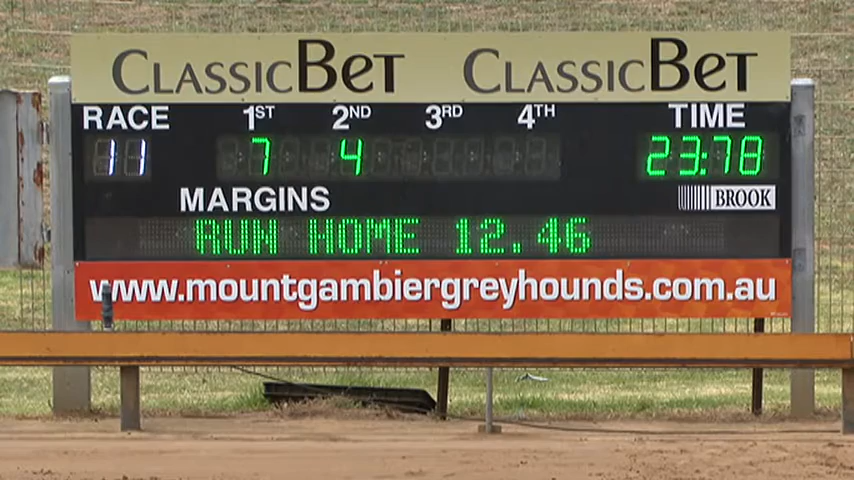 CLASSICBET CLASSICBET
RACE 1ST 2ND 3RD 4TH TIME
11 7 4 23:78
MARGINS BROOK
RUN HOME 12.46
www.mountgambiergreyhounds.com.au